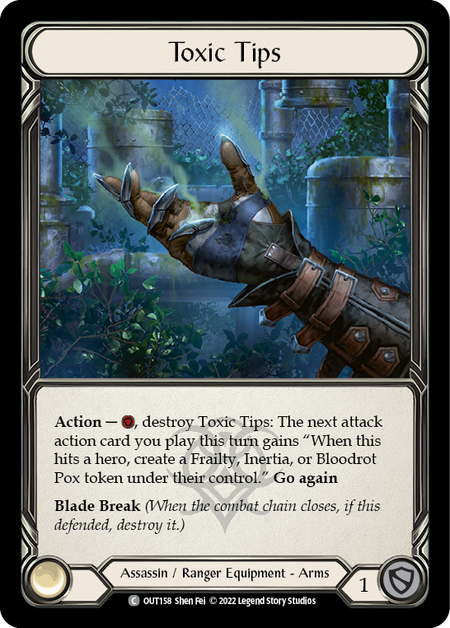 Toxic Tips
Action — , destroy Toxic Tips: The next attack
action card you play this turn gains “When this
hits a hero, create a Frailty, Inertia, or Bloodrot
Pox token under their control.” Go again
Blade Break (When the combat chain closes, if this
defended, destroy it.)
Assassin / Ranger Equipment - Arms
1
C OUT158 Shen Fei © 2022 Legend Story Studios